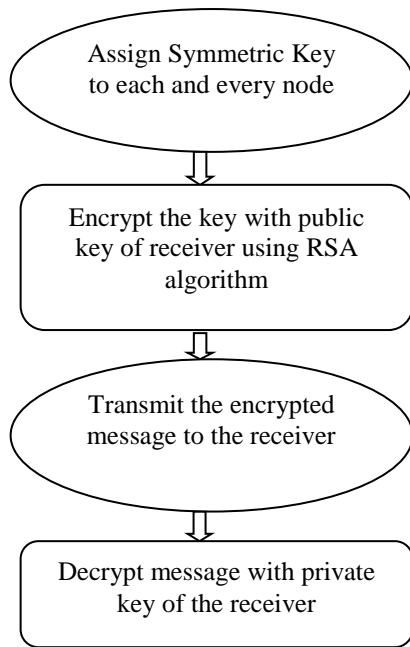 Assign Symmetric Key
to each and every node
Encrypt the key with public
key of receiver using RSA
algorithm
Transmit the encrypted
message to the receiver
Decrypt message with private
key of the receiver